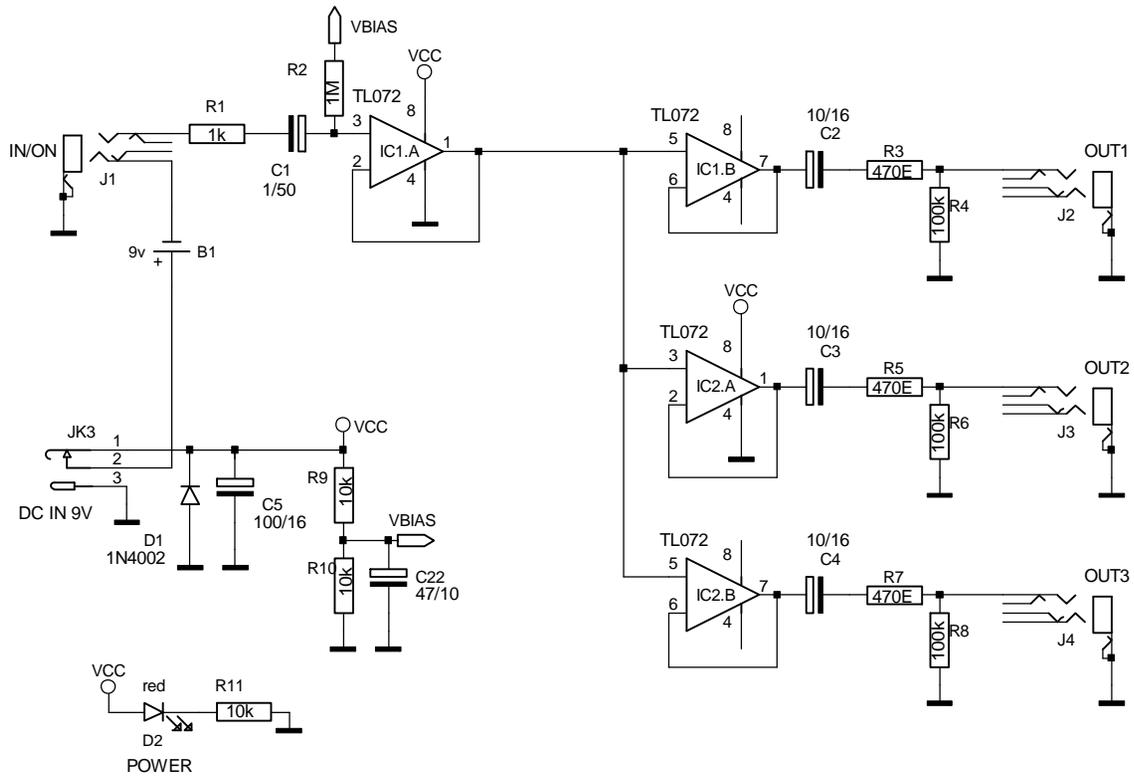 VBIAS
VCC
R2
1M
TL072
R1
1k
3
8
1
IC1.A
2
4
IN/ON
J1
C1
1/50
9v
+
B1
TL072
5
8
7
IC1.B
6
4
10/16
C2
R3
470E
R4
100k
OUT1
J2
VCC
TL072
3
8
1
IC2.A
2
4
10/16
C3
R5
470E
R6
100k
OUT2
J3
JK3
1
2
3
DC IN 9V
D1
1N4002
C5
100/16
VCC
R9
10k
VBIAS
R10
10k
C22
47/10
TL072
5
8
7
IC2.B
6
4
10/16
C4
R7
470E
R8
100k
OUT3
J4
VCC
red
R11
10k
D2
POWER